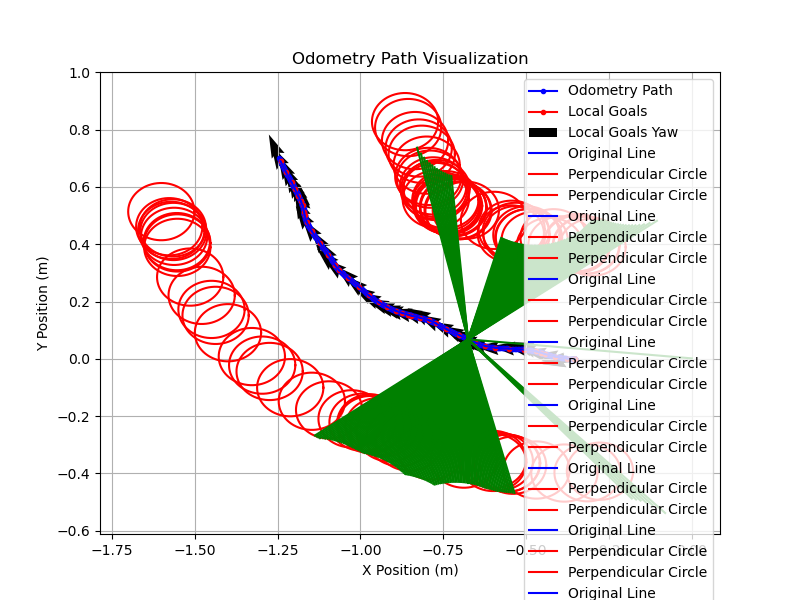 Odometry Path Visualization
1.0
0.8
0.6
0.4
0.2
0.0
−0.2
−0.4
−0.6
Y Position (m)
−1.75
−1.50
−1.25
−1.00
−0.75
−0.50
X Position (m)
Odometry Path
Local Goals
Local Goals Yaw
Original Line
Perpendicular Circle
Perpendicular Circle
Original Line
Perpendicular Circle
Perpendicular Circle
Original Line
Perpendicular Circle
Perpendicular Circle
Original Line
Perpendicular Circle
Perpendicular Circle
Original Line
Perpendicular Circle
Perpendicular Circle
Original Line
Perpendicular Circle
Perpendicular Circle
Original Line
Perpendicular Circle
Perpendicular Circle
Original Line